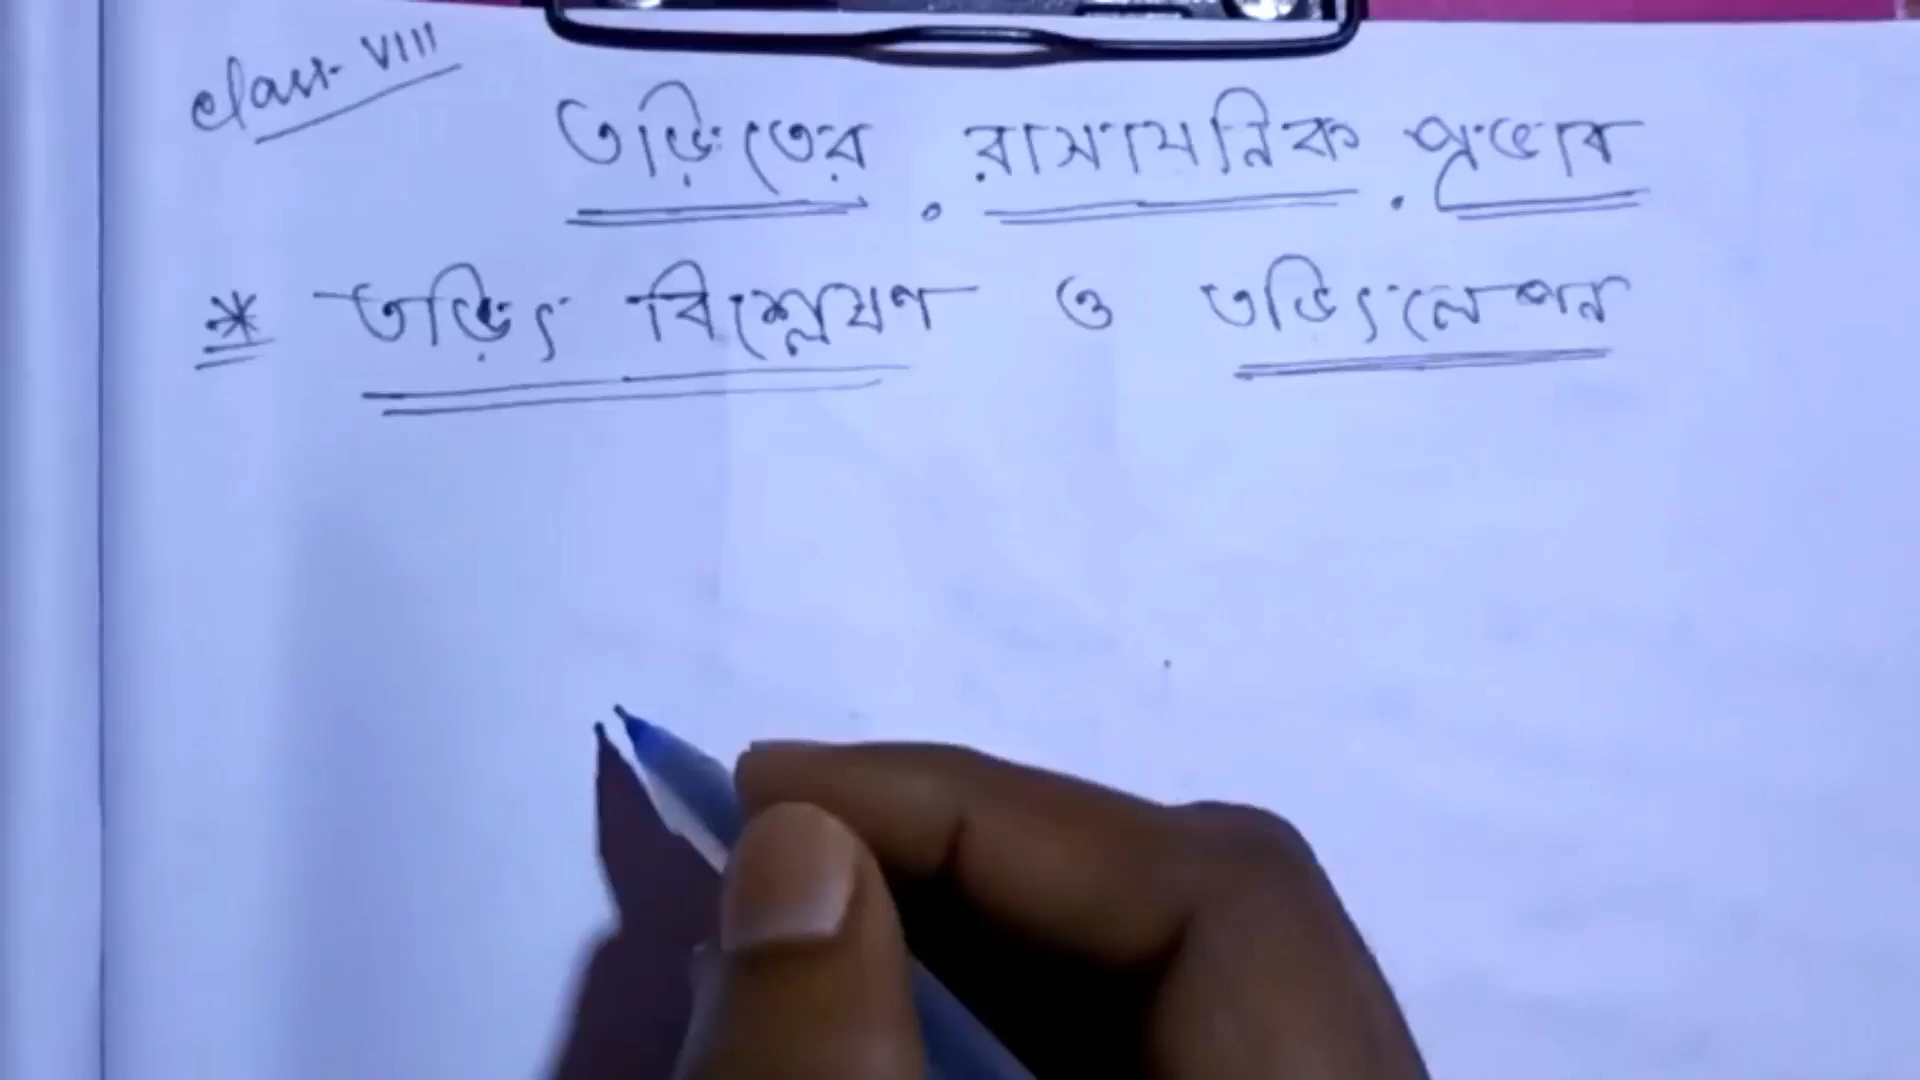 Class- VIII
তড়িতের রাসায়নিক প্রভাব
* তড়িৎ বিশ্লেষণ ও তড়িৎলেপন